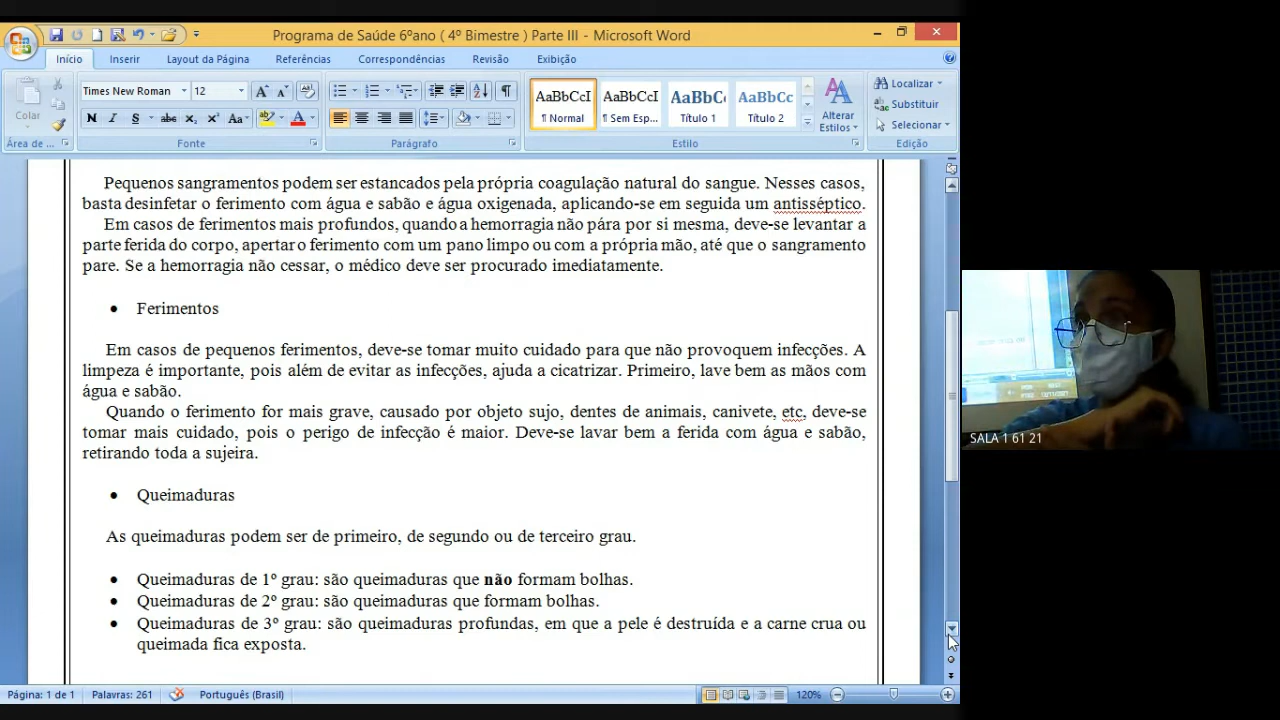 Programa de Saúde 6ºano ( 4º Bimestre ) Parte III - Microsoft Word
Início Inserir Layout da Página Referências Correspondências Revisão Exibição
Colar
Times New Roman 12
N I S abc x₂ x² Aa
AaBbCcI AaBbCcI AaBbC AaBbCc
¶ Normal ¶ Sem Esp... Título 1 Título 2
Alterar Estilos
Localizar
Substituir
Selecionar
Área de... Fonte Parágrafo Estilo Edição
Pequenos sangramentos podem ser estancados pela própria coagulação natural do sangue. Nesses casos,
basta desinfetar o ferimento com água e sabão e água oxigenada, aplicando-se em seguida um antisséptico.
Em casos de ferimentos mais profundos, quando a hemorragia não pára por si mesma, deve-se levantar a
parte ferida do corpo, apertar o ferimento com um pano limpo ou com a própria mão, até que o sangramento
pare. Se a hemorragia não cessar, o médico deve ser procurado imediatamente.
• Ferimentos
Em casos de pequenos ferimentos, deve-se tomar muito cuidado para que não provoquem infecções. A
limpeza é importante, pois além de evitar as infecções, ajuda a cicatrizar. Primeiro, lave bem as mãos com
água e sabão.
Quando o ferimento for mais grave, causado por objeto sujo, dentes de animais, canivete, etc, deve-se
tomar mais cuidado, pois o perigo de infecção é maior. Deve-se lavar bem a ferida com água e sabão,
retirando toda a sujeira.
• Queimaduras
As queimaduras podem ser de primeiro, de segundo ou de terceiro grau.
• Queimaduras de 1º grau: são queimaduras que não formam bolhas.
• Queimaduras de 2º grau: são queimaduras que formam bolhas.
• Queimaduras de 3º grau: são queimaduras profundas, em que a pele é destruída e a carne crua ou
queimada fica exposta.
Página: 1 de 1 Palavras: 261 Português (Brasil) 120%
SALA 1 61 21